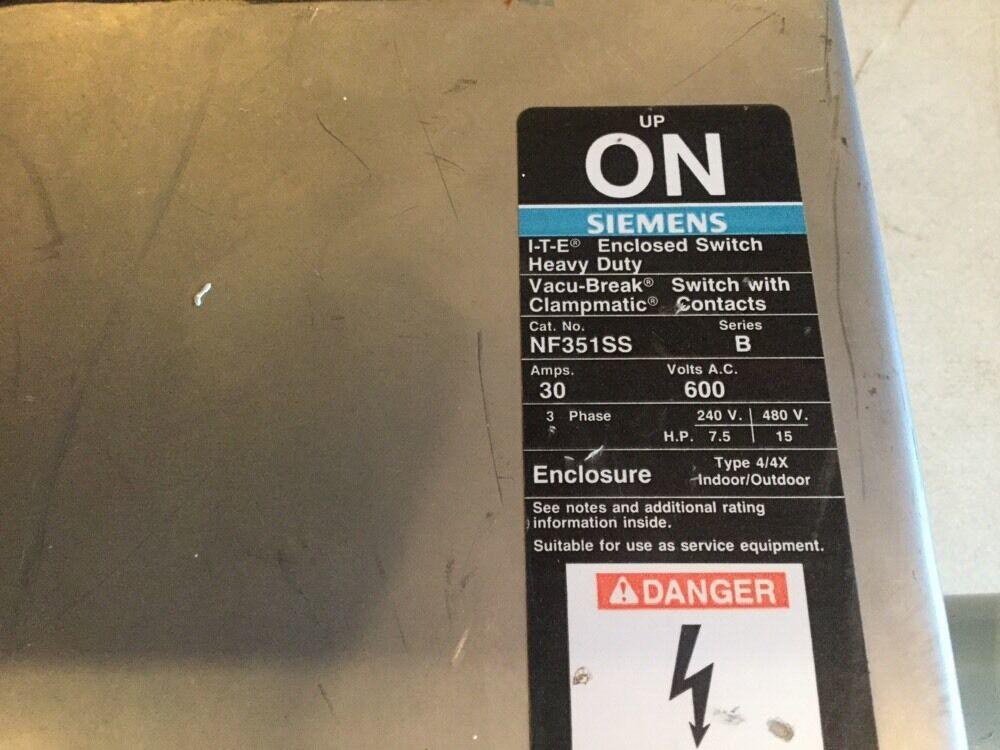 UP
ON
SIEMENS
I-T-E® Enclosed Switch
Heavy Duty
Vacu-Break® Switch with
Clampmatic® Contacts
Cat. No. Series
NF351SS B
Amps. Volts A.C.
30 600
3 Phase 240 V. 480 V.
H.P. 7.5 15
Enclosure Type 4/4X
Indoor/Outdoor
See notes and additional rating
information inside.
Suitable for use as service equipment.
DANGER